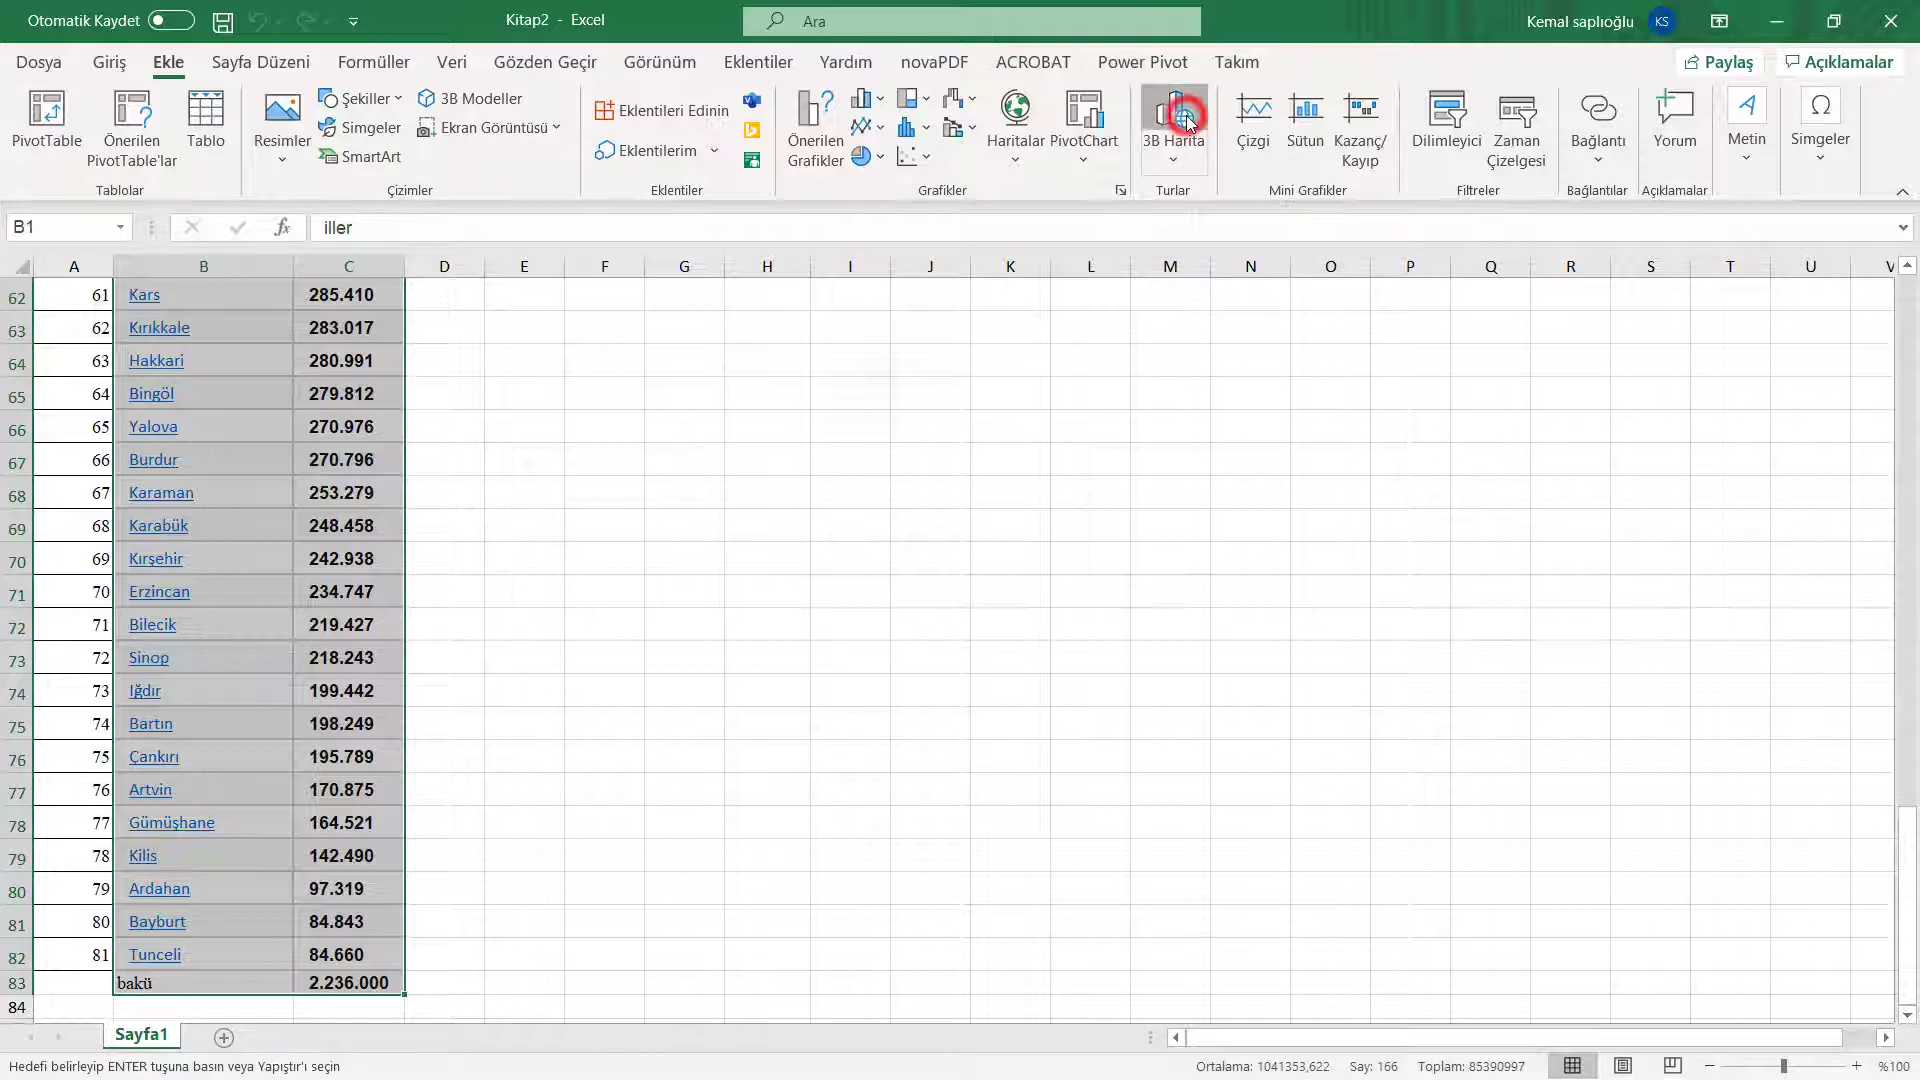 Otomatik Kaydet
Kitap2 - Excel
Ara
Kemal saplıoğlu KS
Dosya Giriş Ekle Sayfa Düzeni Formüller Veri Gözden Geçir Görünüm Eklentiler Yardım novaPDF ACROBAT Power Pivot Takım Paylaş Açıklamalar
PivotTable
Önerilen PivotTable'lar
Tablo
Tablolar
Resimler
Şekiller
Simgeler
SmartArt
3B Modeller
Ekran Görüntüsü
Çizimler
Eklentileri Edinin
Eklentilerim
Eklentiler
Önerilen Grafikler
Haritalar
PivotChart
Grafikler
3B Harita
Turlar
Çizgi
Sütun
Kazanç/ Kayıp
Mini Grafikler
Dilimleyici
Zaman Çizelgesi
Filtreler
Bağlantı
Bağlantılar
Yorum
Açıklamalar
Metin
Simgeler
B1 fx iller
A B C D E F G H I J K L M N O P Q R S T U V
62 61 Kars 285.410
63 62 Kırıkkale 283.017
64 63 Hakkari 280.991
65 64 Bingöl 279.812
66 65 Yalova 270.976
67 66 Burdur 270.796
68 67 Karaman 253.279
69 68 Karabük 248.458
70 69 Kırşehir 242.938
71 70 Erzincan 234.747
72 71 Bilecik 219.427
73 72 Sinop 218.243
74 73 Iğdır 199.442
75 74 Bartın 198.249
76 75 Çankırı 195.789
77 76 Artvin 170.875
78 77 Gümüşhane 164.521
79 78 Kilis 142.490
80 79 Ardahan 97.319
81 80 Bayburt 84.843
82 81 Tunceli 84.660
83 bakü 2.236.000
84
Sayfa1
Hedefi belirleyip ENTER tuşuna basın veya Yapıştır'ı seçin
Ortalama: 1041353,622 Say: 166 Toplam: 85390997
%100